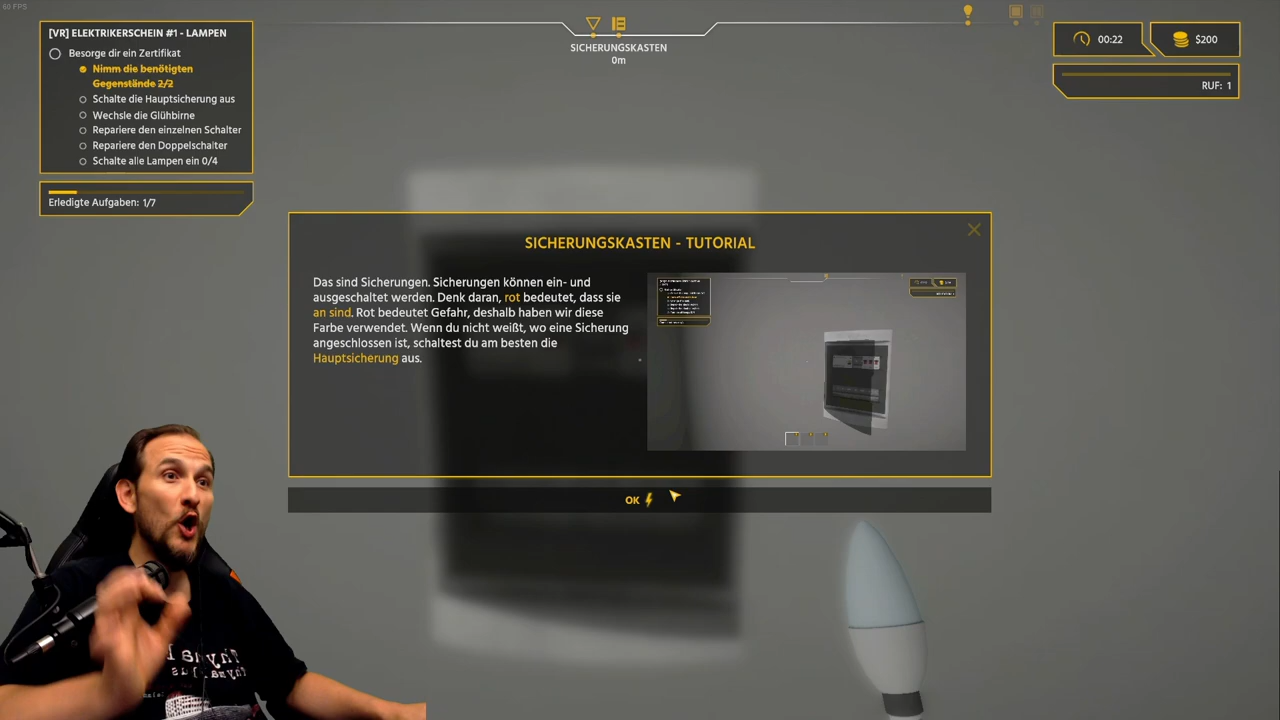 60 FPS
[VR] ELEKTRIKERSCHEIN #1 - LAMPEN
Besorge dir ein Zertifikat
Nimm die benötigten
Gegenstände 2/2
Schalte die Hauptsicherung aus
Wechsle die Glühbirne
Repariere den einzelnen Schalter
Repariere den Doppelschalter
Schalte alle Lampen ein 0/4
Erledigte Aufgaben: 1/7
SICHERUNGSKASTEN
0m
00:22
$200
RUF: 1
SICHERUNGSKASTEN - TUTORIAL
Das sind Sicherungen. Sicherungen können ein- und
ausgeschaltet werden. Denk daran, rot bedeutet, dass sie
an sind. Rot bedeutet Gefahr, deshalb haben wir diese
Farbe verwendet. Wenn du nicht weißt, wo eine Sicherung
angeschlossen ist, schaltest du am besten die
Hauptsicherung aus.
OK